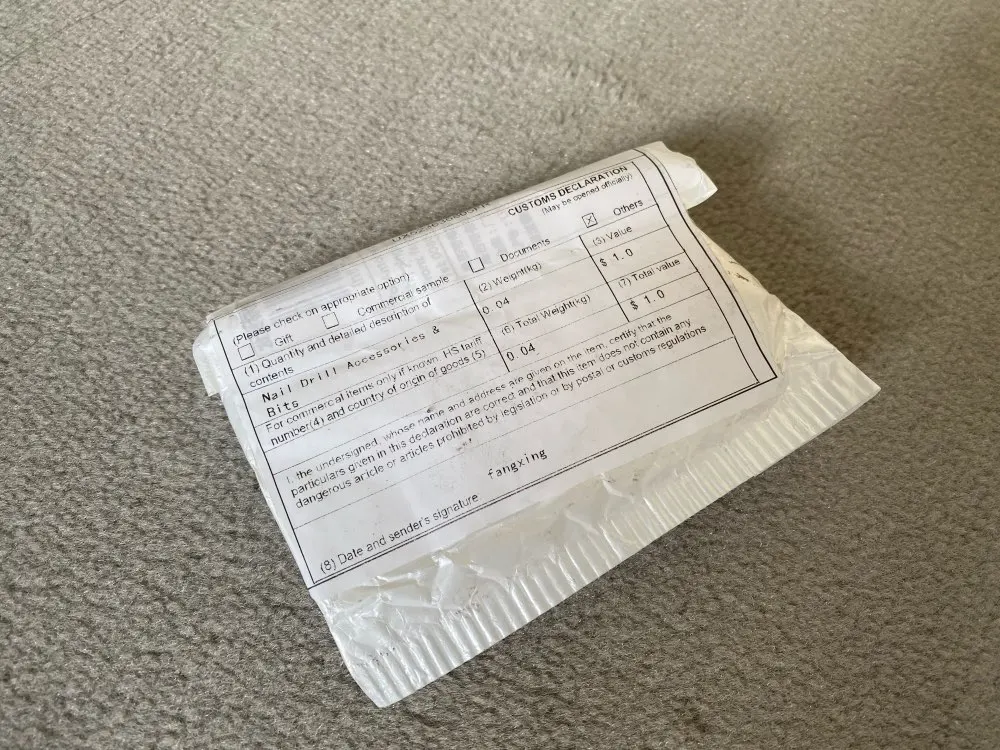 CUSTOMS DECLARATION
(May be opened officially)
(Please check on appropriate option)
Gift
Commercial sample
Documents
Others
(1) Quantity and detailed description of
contents
(2) Weight(kg)
(3) Value
Nail Drill Accessories &
Bits
0.04
$ 1.0
For commercial items only if known, HS tariff
number(4) and country of origin of goods (5)
(6) Total Weight(kg)
(7) Total value
0.04
$ 1.0
I, the undersigned, whose name and address are given on the item, certify that the
particulars given in this declaration are correct and that this item does not contain any
dangerous article or articles prohibited by legislation or by postal or customs regulations
fangxing
(8) Date and sender's signature